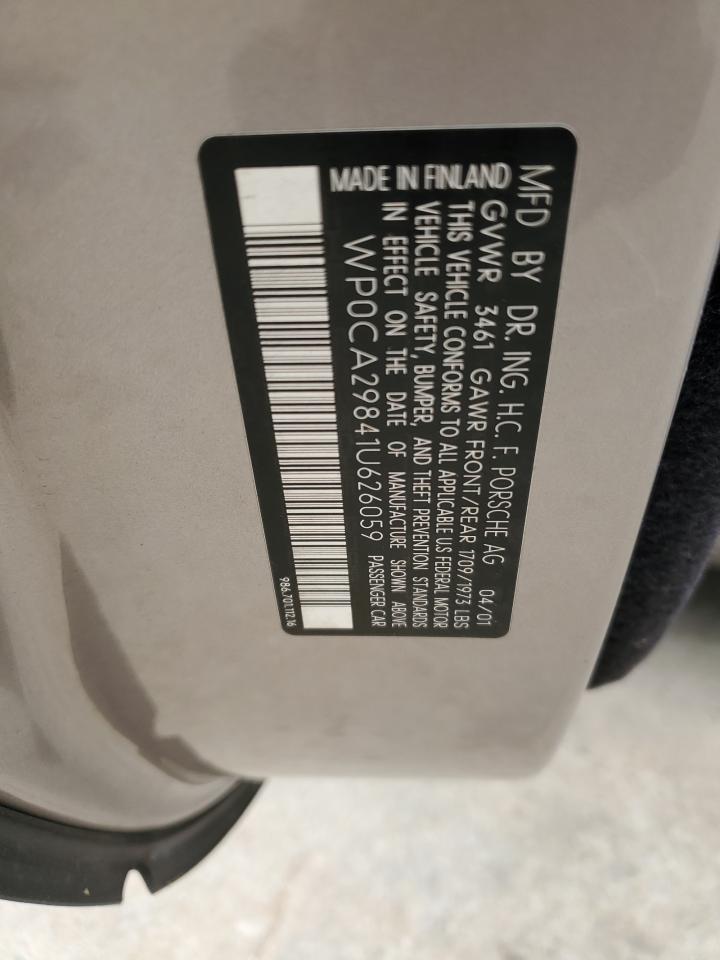 MFD BY DR. ING. H.C. F. PORSCHE AG 04/01
MADE IN FINLAND
GVWR 3461 GAWR FRONT/REAR 1709/1973 LBS
THIS VEHICLE CONFORMS TO ALL APPLICABLE US FEDERAL MOTOR
VEHICLE SAFETY, BUMPER, AND THEFT PREVENTION STANDARDS
IN EFFECT ON THE DATE OF MANUFACTURE SHOWN ABOVE
WP0CA29841U626059 PASSENGER CAR
986.701.112.16